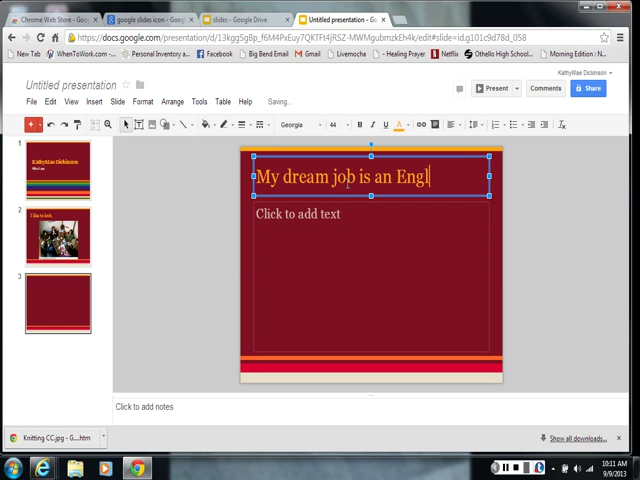 Chrome Web Store - Goo
google slides icon - Goog
slides - Google Drive
Untitled presentation - Go
https://docs.google.com/presentation/d/13kggSgBp_f6M4PxEuy7QKTFt4jRSZ-MWMgubmzkEh4k/edit#slide=id.g101c9d78d_058
New Tab
WhenToWork.com - ...
Pinterest
Gmail
Facebook
Big Bend Email
Livemocha
- Healing Prayer
Netflix
Othello High School...
Morning Edition : N...
KathyMae Dickinson
Untitled presentation
Present
Comments
Share
File Edit View Insert Slide Format Arrange Tools Table Help Saving...
Georgia 44 B I U A
1
KathyMae Dickinson
Who I am
2
I like to knit.
3
My dream job is an Engl
Click to add text
Click to add notes
Knitting CC.jpg - G....htm
Show all downloads...
10:11 AM
9/9/2013